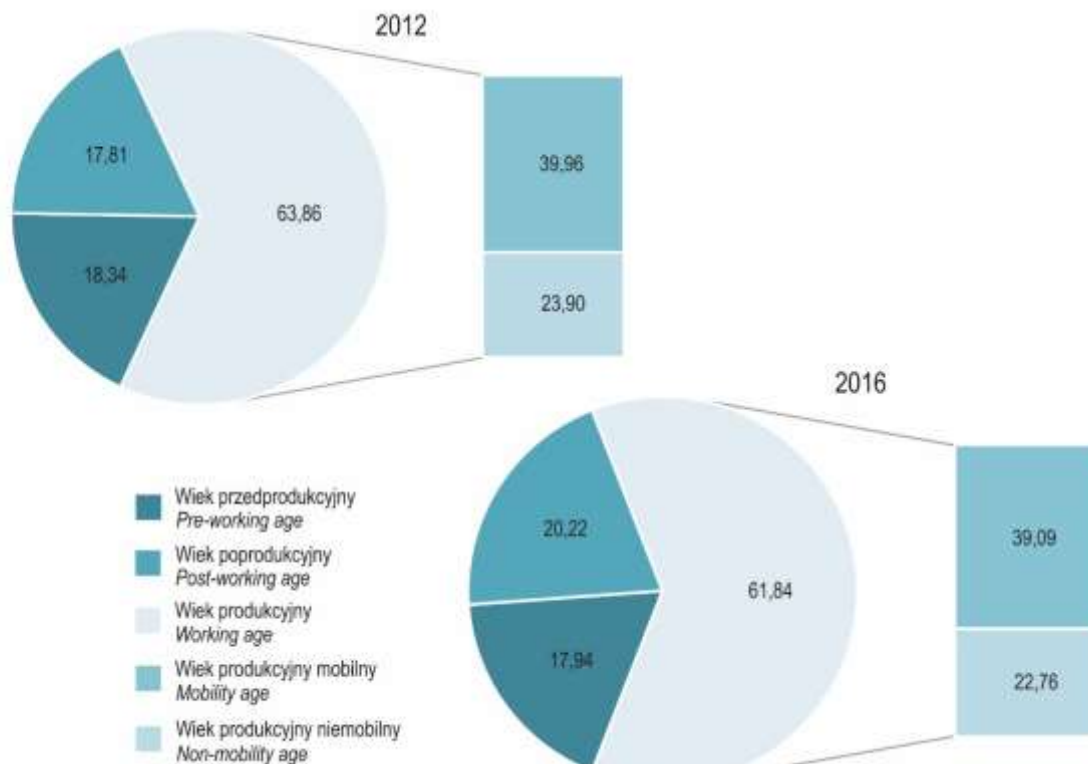 2012
17,81
63,86
18,34
39,96
23,90
2016
20,22
61,84
17,94
39,09
22,76
Wiek przedprodukcyjny
Pre-working age
Wiek poprodukcyjny
Post-working age
Wiek produkcyjny
Working age
Wiek produkcyjny mobilny
Mobility age
Wiek produkcyjny niemobilny
Non-mobility age